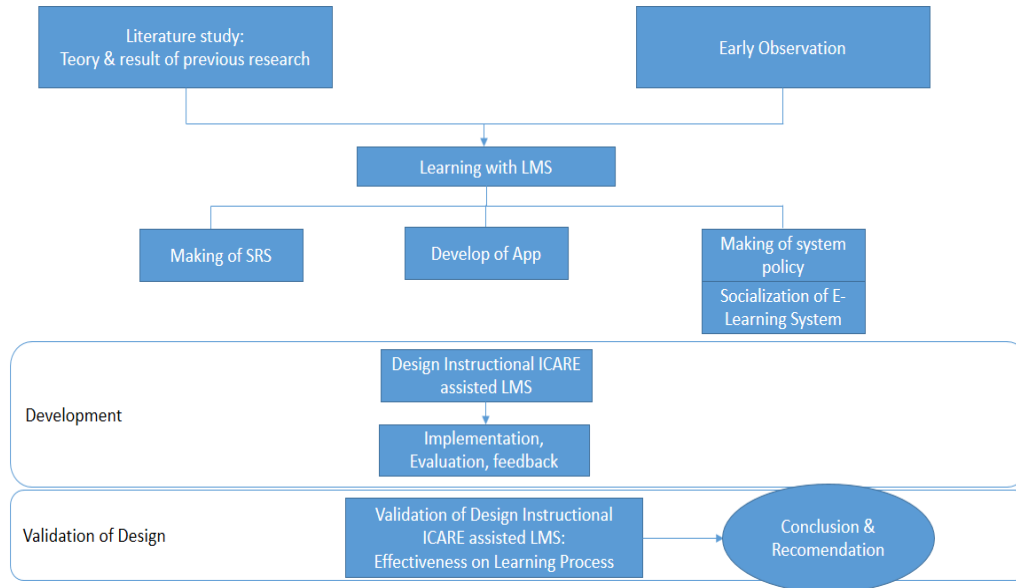 Literature study:
Teory & result of previous research
Early Observation
Learning with LMS
Making of SRS
Develop of App
Making of system
policy
Socialization of E-
Learning System
Development
Design Instructional ICARE
assisted LMS
Implementation,
Evaluation, feedback
Validation of Design
Validation of Design Instructional
ICARE assisted LMS:
Effectiveness on Learning Process
Conclusion &
Recomendation